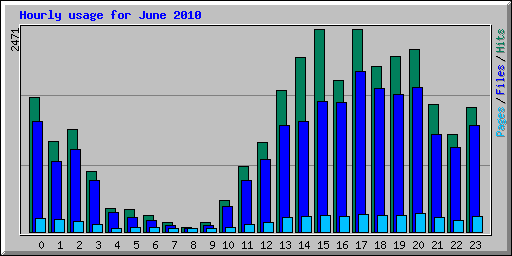 Hourly usage for June 2010
2471
Pages / Files / Hits
0 1 2 3 4 5 6 7 8 9 10 11 12 13 14 15 16 17 18 19 20 21 22 23